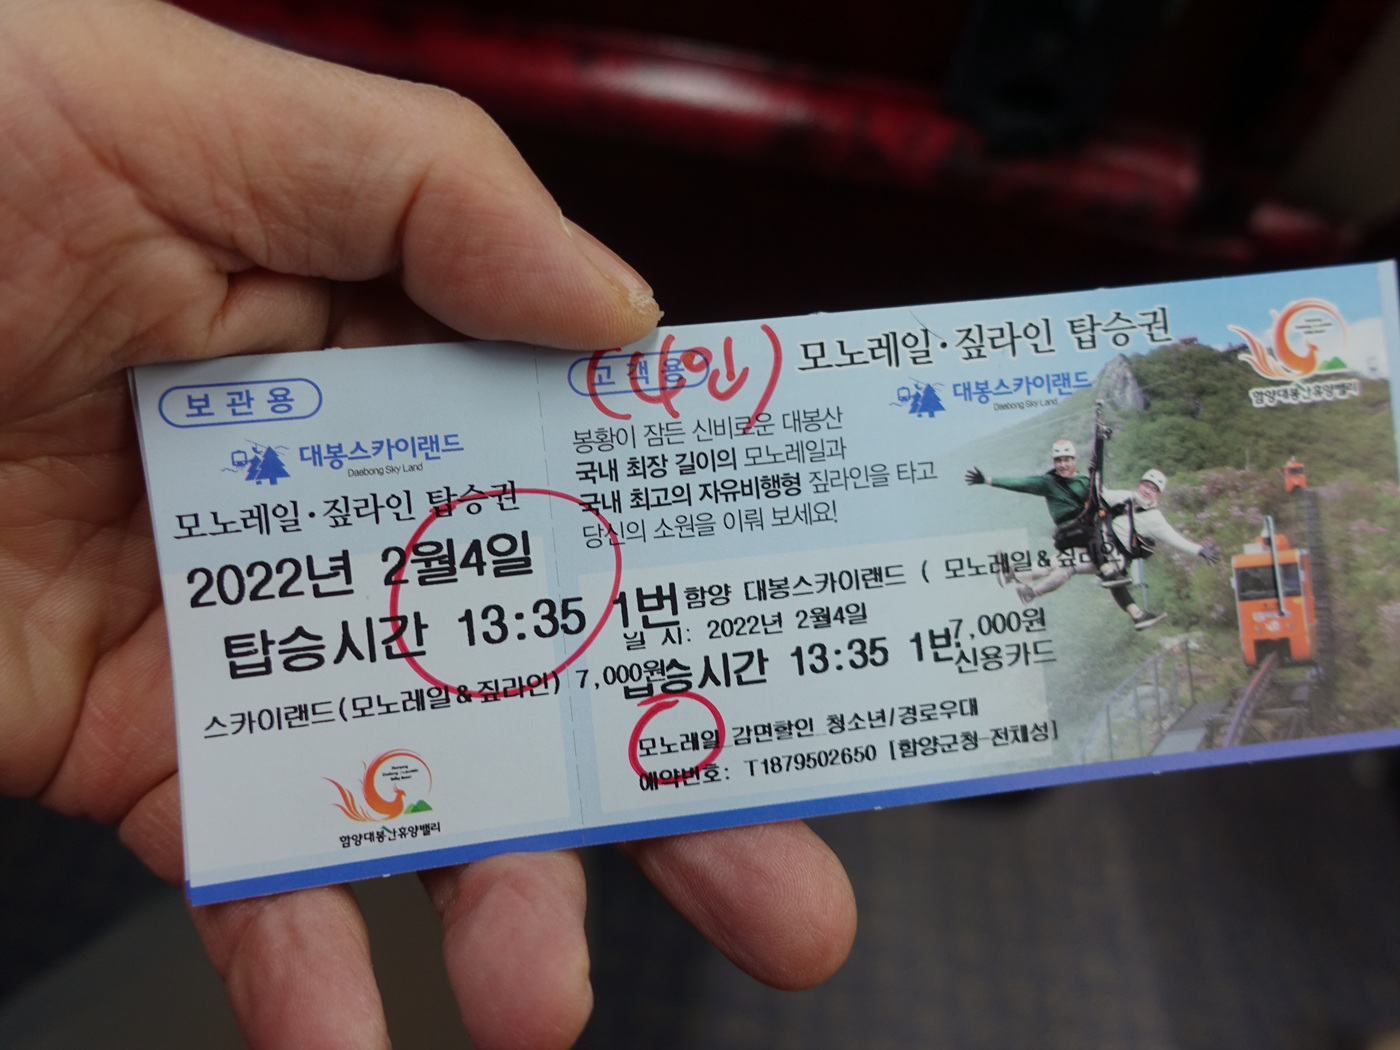 보관용
대봉스카이랜드
Daebong Sky Land
모노레일·짚라인 탑승권
2022년 2월4일
탑승시간 13:35 1번
스카이랜드(모노레일&짚라인) 7,000원
함양대봉산휴양밸리
고객용
(4인)
모노레일·짚라인 탑승권
대봉스카이랜드
Daebong Sky Land
함양대봉산휴양밸리
봉황이 잠든 신비로운 대봉산
국내 최장 길이의 모노레일과
국내 최고의 자유비행형 짚라인을 타고
당신의 소원을 이뤄 보세요!
함양 대봉스카이랜드 ( 모노레일&짚라인
일 시: 2022년 2월4일
7,000원
탑승시간 13:35 1번
신용카드
모노레일 감면할인 청소년/경로우대
예약번호: T1879502650 [함양군청-전채성]